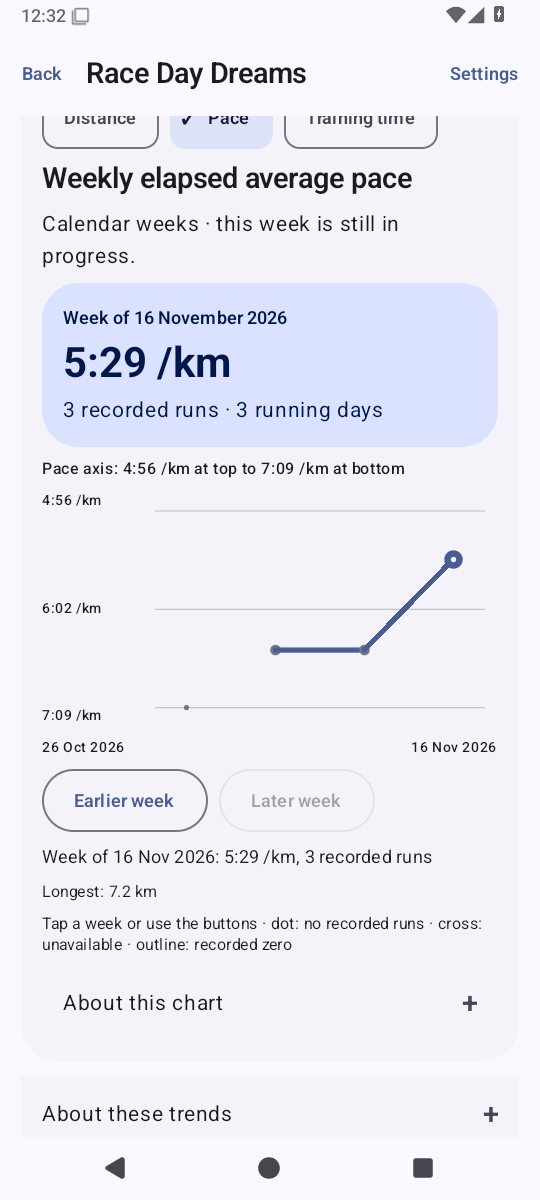 12:32
Back Race Day Dreams Settings
Distance ✓ Pace Training time
Weekly elapsed average pace
Calendar weeks · this week is still in
progress.
Week of 16 November 2026
5:29 /km
3 recorded runs · 3 running days
Pace axis: 4:56 /km at top to 7:09 /km at bottom
4:56 /km
6:02 /km
7:09 /km
26 Oct 2026 16 Nov 2026
Earlier week Later week
Week of 16 Nov 2026: 5:29 /km, 3 recorded runs
Longest: 7.2 km
Tap a week or use the buttons · dot: no recorded runs · cross:
unavailable · outline: recorded zero
About this chart +
About these trends +